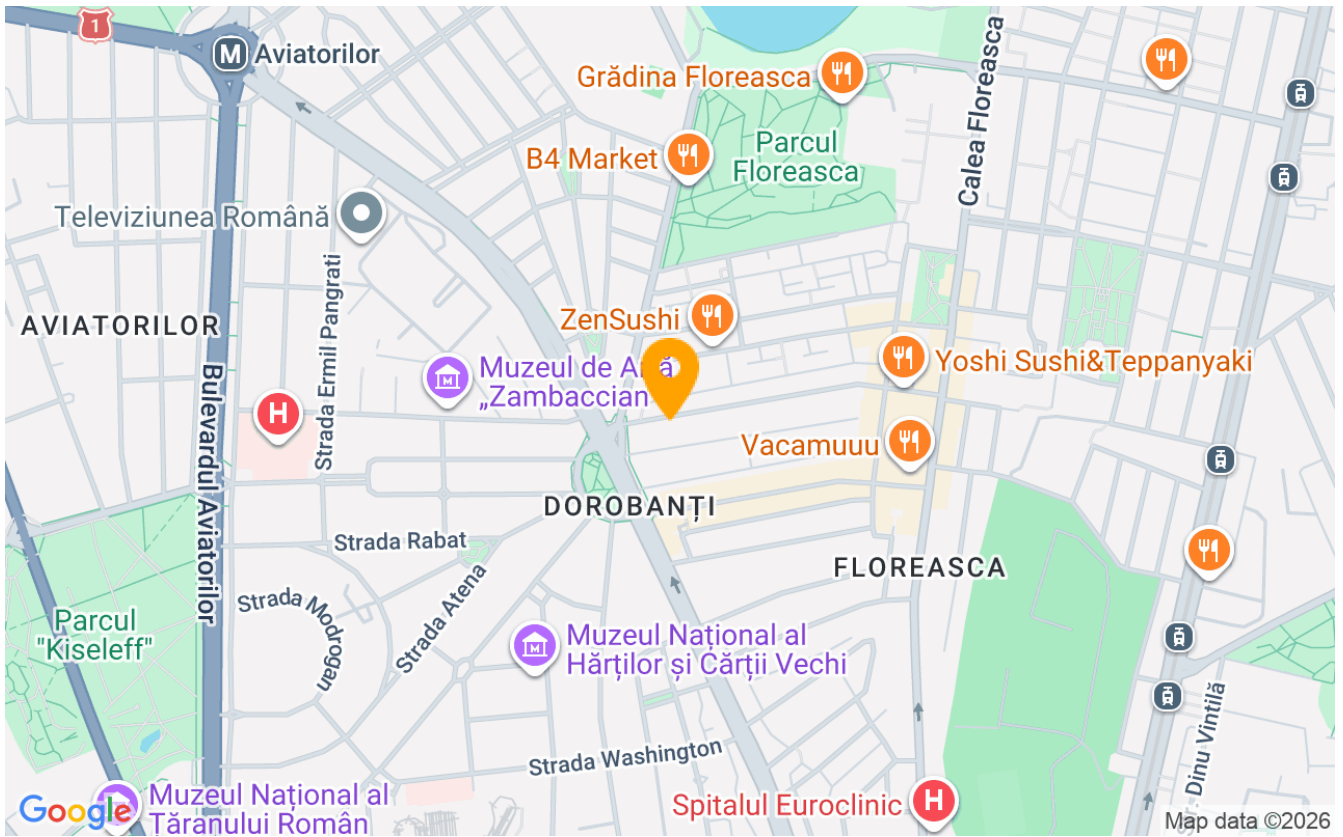 1
M Aviatorilor
Grădina Floreasca
Calea Floreasca
B4 Market
Parcul
Floreasca
Televiziunea Română
Strada Ermil Pangrati
AVIATORILOR
ZenSushi
Muzeul de A ă
„Zambaccian
Yoshi Sushi&Teppanyaki
H
Bulevardul Aviatorilor
Vacamuuu
DOROBANȚI
Strada Rabat
FLOREASCA
Strada Atena
Strada Modrogan
Parcul
"Kiseleff"
Muzeul Național al
Hărților și Cărții Vechi
Dinu Vintilă
Strada Washington
Spitalul Euroclinic H
Muzeul Național al
Țăranului Român
Google
Map data ©2026